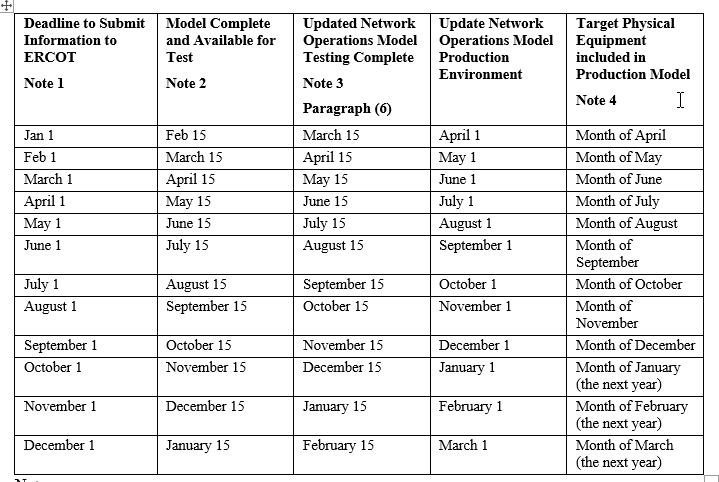 Deadline to Submit Information to ERCOT Note 1 | Model Complete and Available for Test Note 2 | Updated Network Operations Model Testing Complete Note 3 Paragraph (6) | Update Network Operations Model Production Environment | Target Physical Equipment included in Production Model Note 4
Jan 1 | Feb 15 | March 15 | April 1 | Month of April
Feb 1 | March 15 | April 15 | May 1 | Month of May
March 1 | April 15 | May 15 | June 1 | Month of June
April 1 | May 15 | June 15 | July 1 | Month of July
May 1 | June 15 | July 15 | August 1 | Month of August
June 1 | July 15 | August 15 | September 1 | Month of September
July 1 | August 15 | September 15 | October 1 | Month of October
August 1 | September 15 | October 15 | November 1 | Month of November
September 1 | October 15 | November 15 | December 1 | Month of December
October 1 | November 15 | December 15 | January 1 | Month of January (the next year)
November 1 | December 15 | January 15 | February 1 | Month of February (the next year)
December 1 | January 15 | February 15 | March 1 | Month of March (the next year)